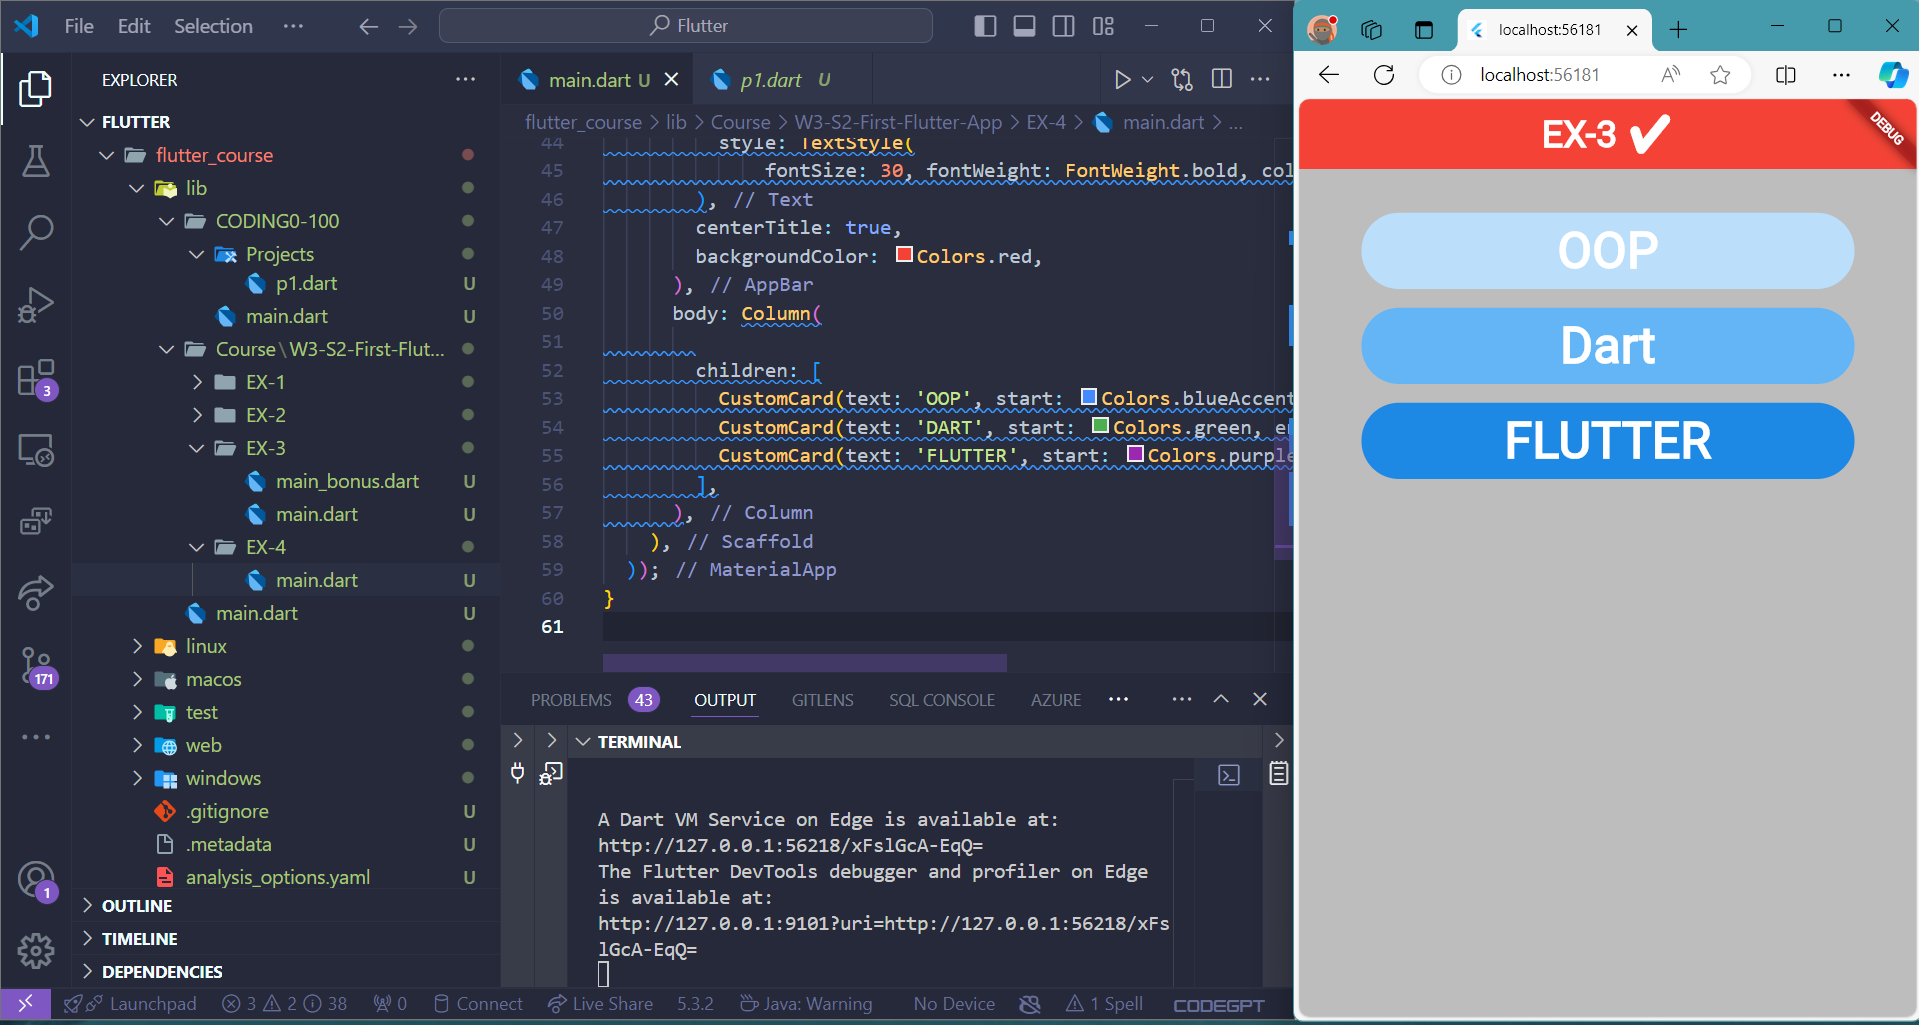 File Edit Selection ··· Flutter
EXPLORER ···
FLUTTER
flutter_course
lib
CODING0-100
Projects
p1.dart U
main.dart U
Course\W3-S2-First-Flut...
EX-1
EX-2
EX-3
main_bonus.dart U
main.dart U
EX-4
main.dart U
main.dart U
linux
macos
test
web
windows
.gitignore U
.metadata U
analysis_options.yaml U
OUTLINE
TIMELINE
DEPENDENCIES
3
171
1
main.dart U
p1.dart U
flutter_course > lib > Course > W3-S2-First-Flutter-App > EX-4 > main.dart > ...
44 style: TextStyle(
45 fontSize: 30, fontWeight: FontWeight.bold, col
46 ), // Text
47 centerTitle: true,
48 backgroundColor: Colors.red,
49 ), // AppBar
50 body: Column(
51
52 children: [
53 CustomCard(text: 'OOP', start: Colors.blueAccent
54 CustomCard(text: 'DART', start: Colors.green, e
55 CustomCard(text: 'FLUTTER', start: Colors.purple
56 ],
57 ), // Column
58 ), // Scaffold
59 )); // MaterialApp
60 }
61
PROBLEMS 43 OUTPUT GITLENS SQL CONSOLE AZURE ··· ···
TERMINAL
A Dart VM Service on Edge is available at:
http://127.0.0.1:56218/xFslGcA-EqQ=
The Flutter DevTools debugger and profiler on Edge
is available at:
http://127.0.0.1:9101?uri=http://127.0.0.1:56218/xFs
lGcA-EqQ=
Launchpad 3 2 38 0 Connect Live Share 5.3.2 Java: Warning No Device 1 Spell CODEGPT
localhost:56181
localhost:56181
EX-3 ✔
DEBUG
OOP
Dart
FLUTTER